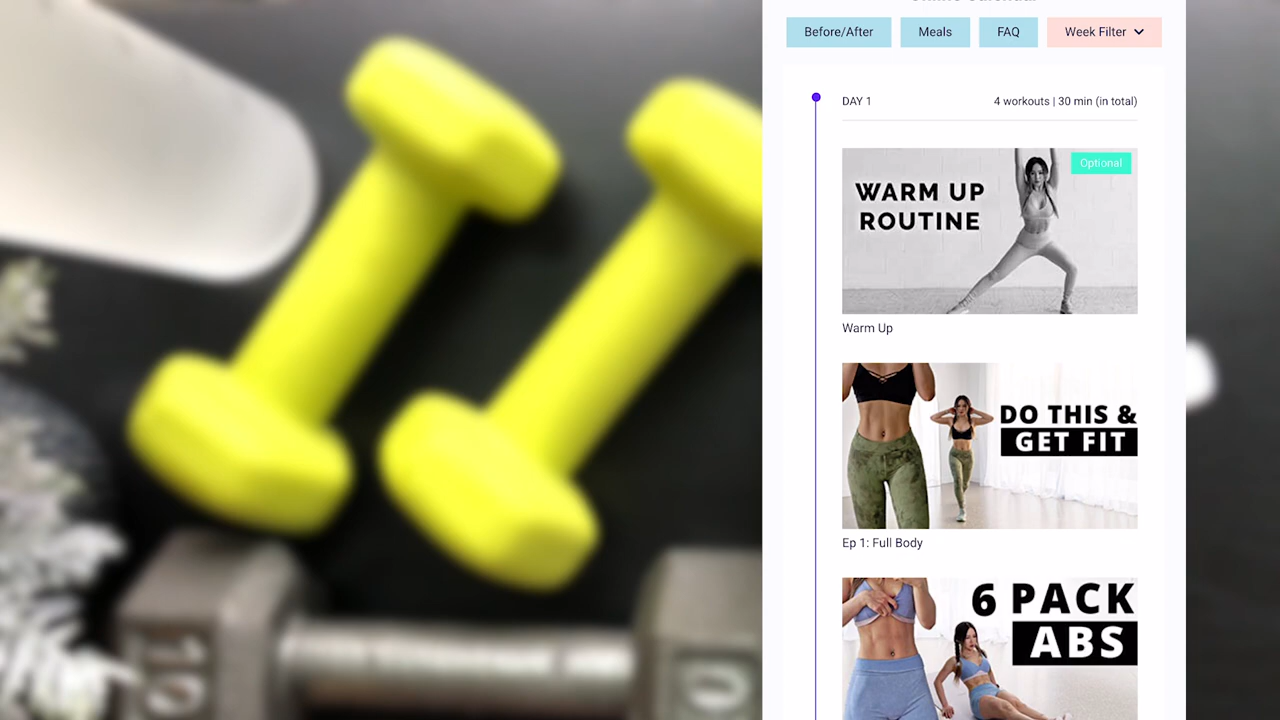 Before/After
Meals
FAQ
Week Filter
DAY 1
4 workouts | 30 min (in total)
Optional
WARM UP
ROUTINE
Warm Up
DO THIS &
GET FIT
Ep 1: Full Body
6 PACK
ABS